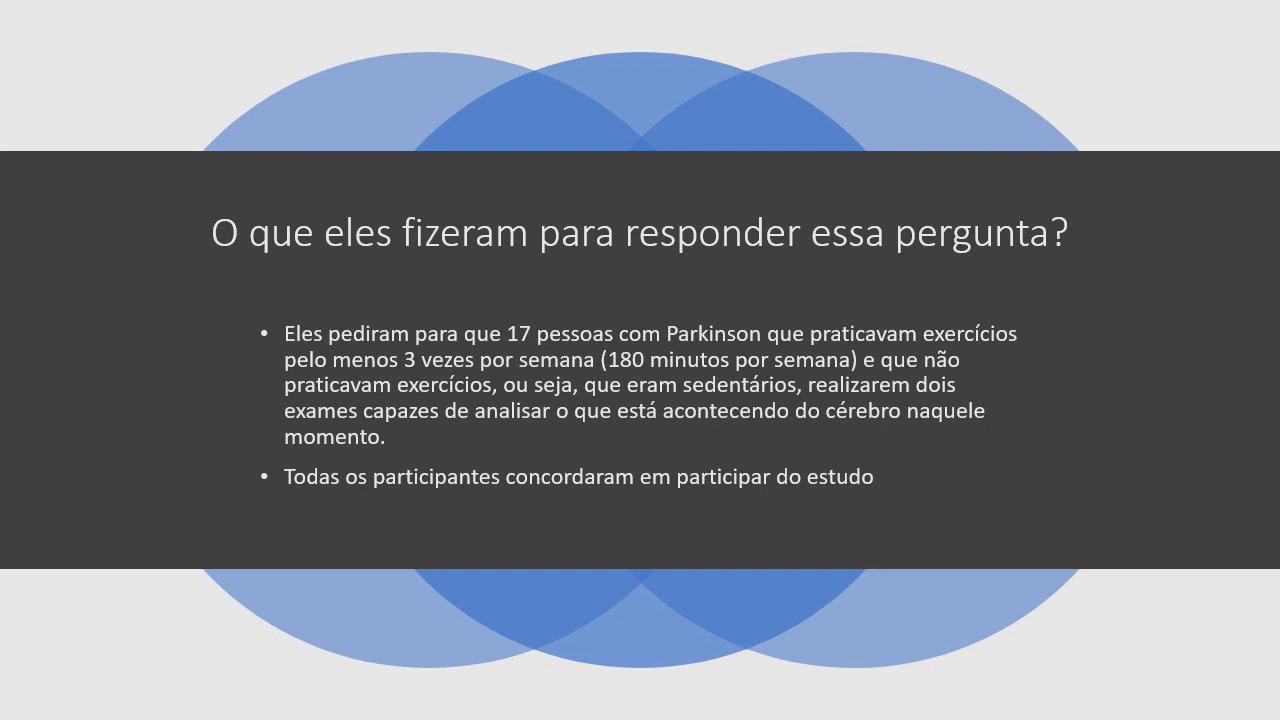 O que eles fizeram para responder essa pergunta?
• Eles pediram para que 17 pessoas com Parkinson que praticavam exercícios
pelo menos 3 vezes por semana (180 minutos por semana) e que não
praticavam exercícios, ou seja, que eram sedentários, realizarem dois
exames capazes de analisar o que está acontecendo do cérebro naquele
momento.
• Todas os participantes concordaram em participar do estudo